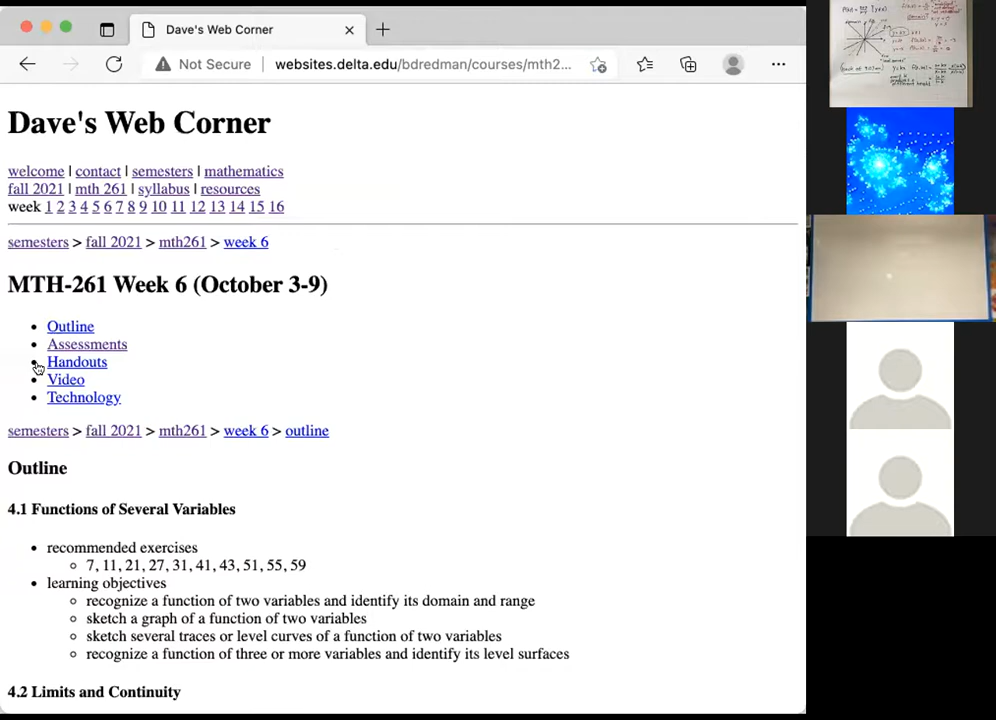 Dave's Web Corner
Not Secure
websites.delta.edu/bdredman/courses/mth2...
Dave's Web Corner
welcome | contact | semesters | mathematics
fall 2021 | mth 261 | syllabus | resources
week 1 2 3 4 5 6 7 8 9 10 11 12 13 14 15 16
semesters > fall 2021 > mth261 > week 6
MTH-261 Week 6 (October 3-9)
Outline
Assessments
Handouts
Video
Technology
semesters > fall 2021 > mth261 > week 6 > outline
Outline
4.1 Functions of Several Variables
recommended exercises
7, 11, 21, 27, 31, 41, 43, 51, 55, 59
learning objectives
recognize a function of two variables and identify its domain and range
sketch a graph of a function of two variables
sketch several traces or level curves of a function of two variables
recognize a function of three or more variables and identify its level surfaces
4.2 Limits and Continuity